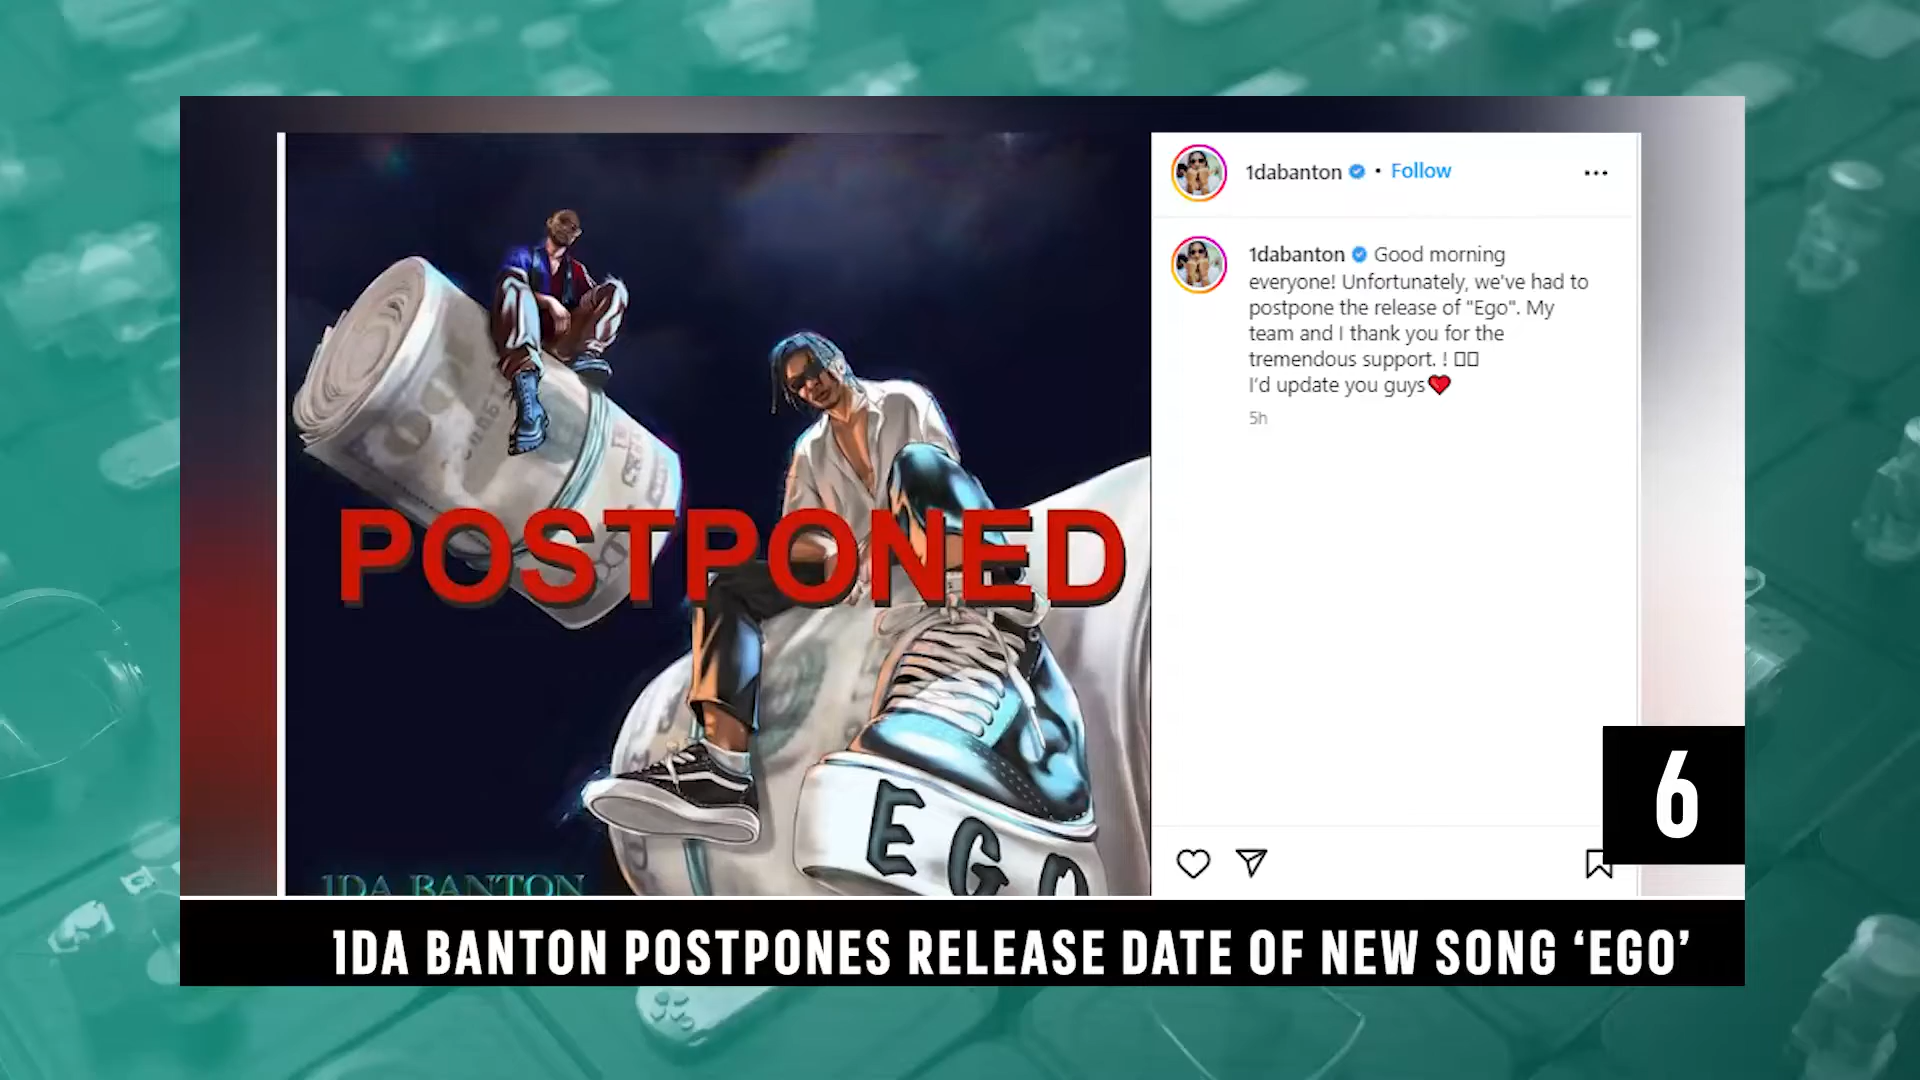 1dabanton • Follow
1dabanton Good morning
everyone! Unfortunately, we've had to
postpone the release of "Ego". My
team and I thank you for the
tremendous support. !
I'd update you guys❤️
5h
POSTPONED
EGO
1DA BANTON
6
1DA BANTON POSTPONES RELEASE DATE OF NEW SONG ‘EGO’